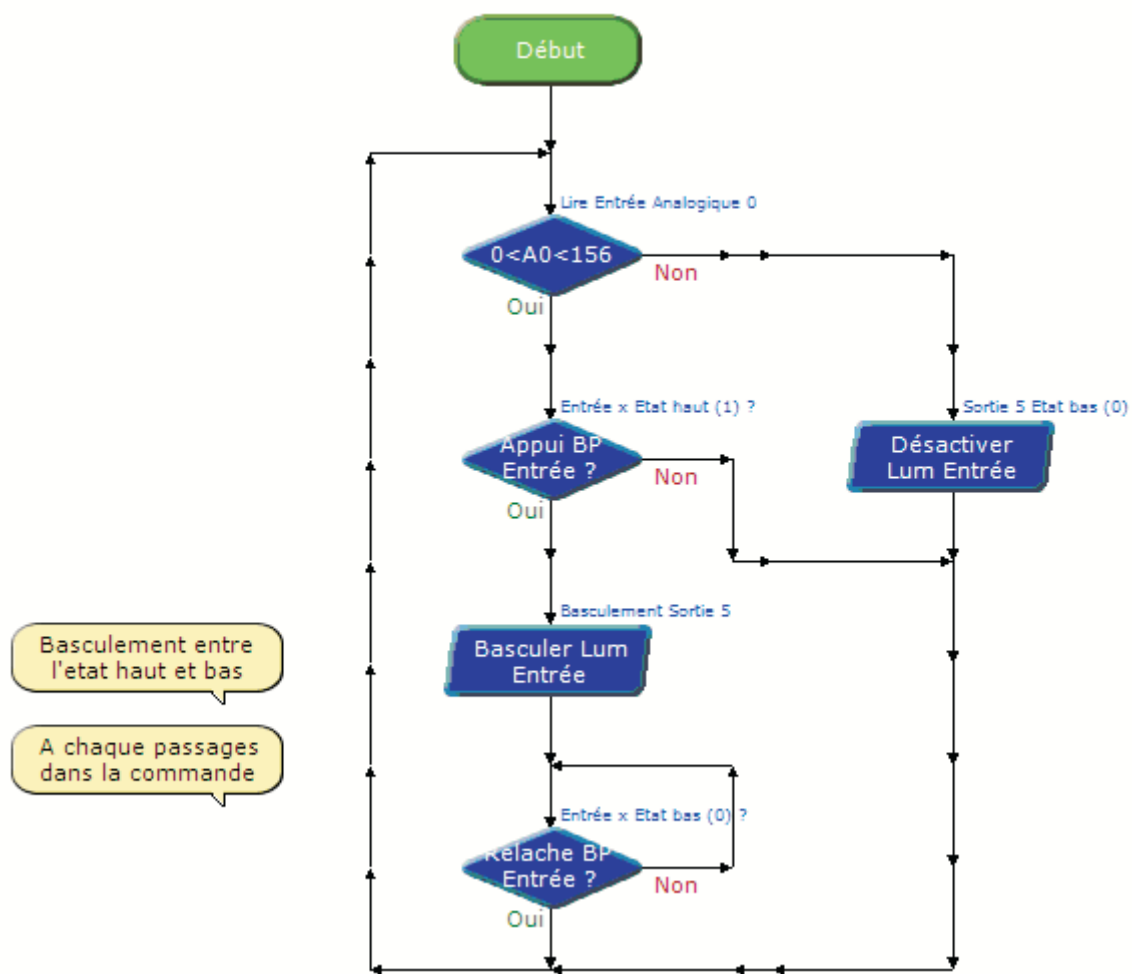 Début
Lire Entrée Analogique 0
0<A0<156
Non
Oui
Entrée x Etat haut (1) ?
Sortie 5 Etat bas (0)
Appui BP
Entrée ?
Désactiver
Lum Entrée
Non
Oui
Basculement Sortie 5
Basculement entre
l'etat haut et bas
Basculer Lum
Entrée
A chaque passages
dans la commande
Entrée x Etat bas (0) ?
Relache BP
Entrée ?
Non
Oui